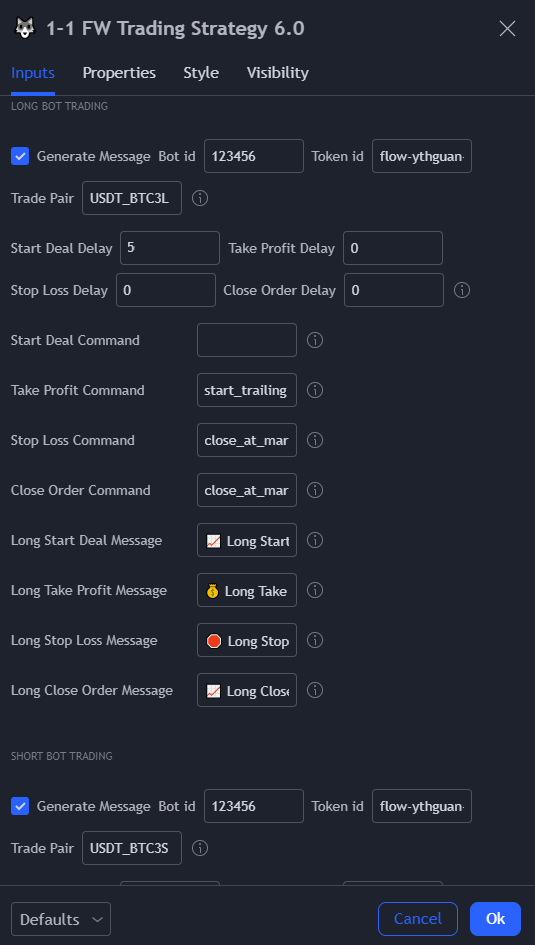 1-1 FW Trading Strategy 6.0
Inputs Properties Style Visibility
LONG BOT TRADING
Generate Message Bot id 123456 Token id flow-ythguan-
Trade Pair USDT_BTC3L
Start Deal Delay 5 Take Profit Delay 0
Stop Loss Delay 0 Close Order Delay 0
Start Deal Command
Take Profit Command start_trailing
Stop Loss Command close_at_mar
Close Order Command close_at_mar
Long Start Deal Message 📈 Long Start
Long Take Profit Message 💰 Long Take
Long Stop Loss Message 🛑 Long Stop
Long Close Order Message 📈 Long Close
SHORT BOT TRADING
Generate Message Bot id 123456 Token id flow-ythguan-
Trade Pair USDT_BTC3S
Defaults Cancel Ok